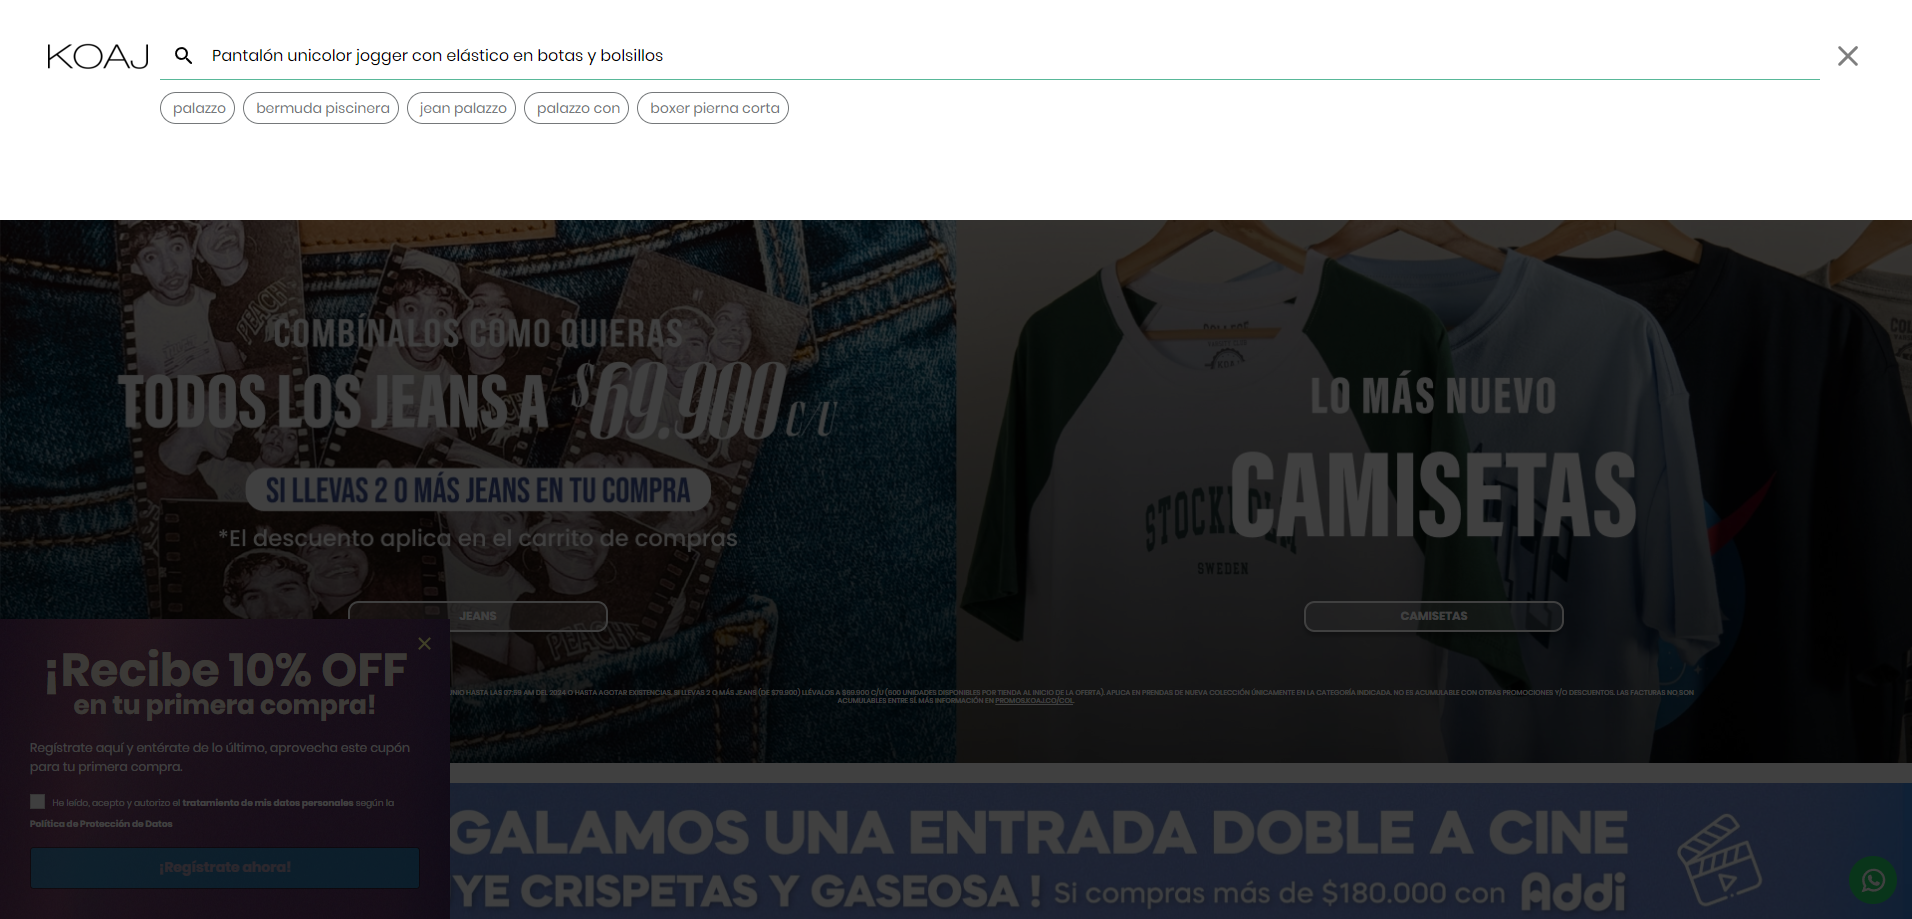 KOAJ
Pantalón unicolor jogger con elástico en botas y bolsillos
palazzo
bermuda piscinera
jean palazzo
palazzo con
boxer pierna corta
COMBÍNALOS COMO QUIERAS
TODOS LOS JEANS A $69.900 C/U
SI LLEVAS 2 O MÁS JEANS EN TU COMPRA
*El descuento aplica en el carrito de compras
JEANS
PEACH
PEACH
LO MÁS NUEVO
CAMISETAS
SWEDEN
CAMISETAS
JUNIO HASTA LAS 07:59 AM DEL 2024 O HASTA AGOTAR EXISTENCIAS. SI LLEVAS 2 O MÁS JEANS (DE $79.900) LLÉVALOS A $69.900 C/U (600 UNIDADES DISPONIBLES POR TIENDA AL INICIO DE LA OFERTA). APLICA EN PRENDAS DE NUEVA COLECCIÓN ÚNICAMENTE EN LA CATEGORÍA INDICADA. NO ES ACUMULABLE CON OTRAS PROMOCIONES Y/O DESCUENTOS. LAS FACTURAS NO SON
ACUMULABLES ENTRE SÍ. MÁS INFORMACIÓN EN PROMOS.KOAJ.CO/COL.
¡Recibe 10% OFF
en tu primera compra!
Regístrate aquí y entérate de lo último, aprovecha este cupón
para tu primera compra.
He leído, acepto y autorizo el tratamiento de mis datos personales según la
Política de Protección de Datos
¡Regístrate ahora!
GALAMOS UNA ENTRADA DOBLE A CINE
YE CRISPETAS Y GASEOSA ! Si compras más de $180.000 con Addi